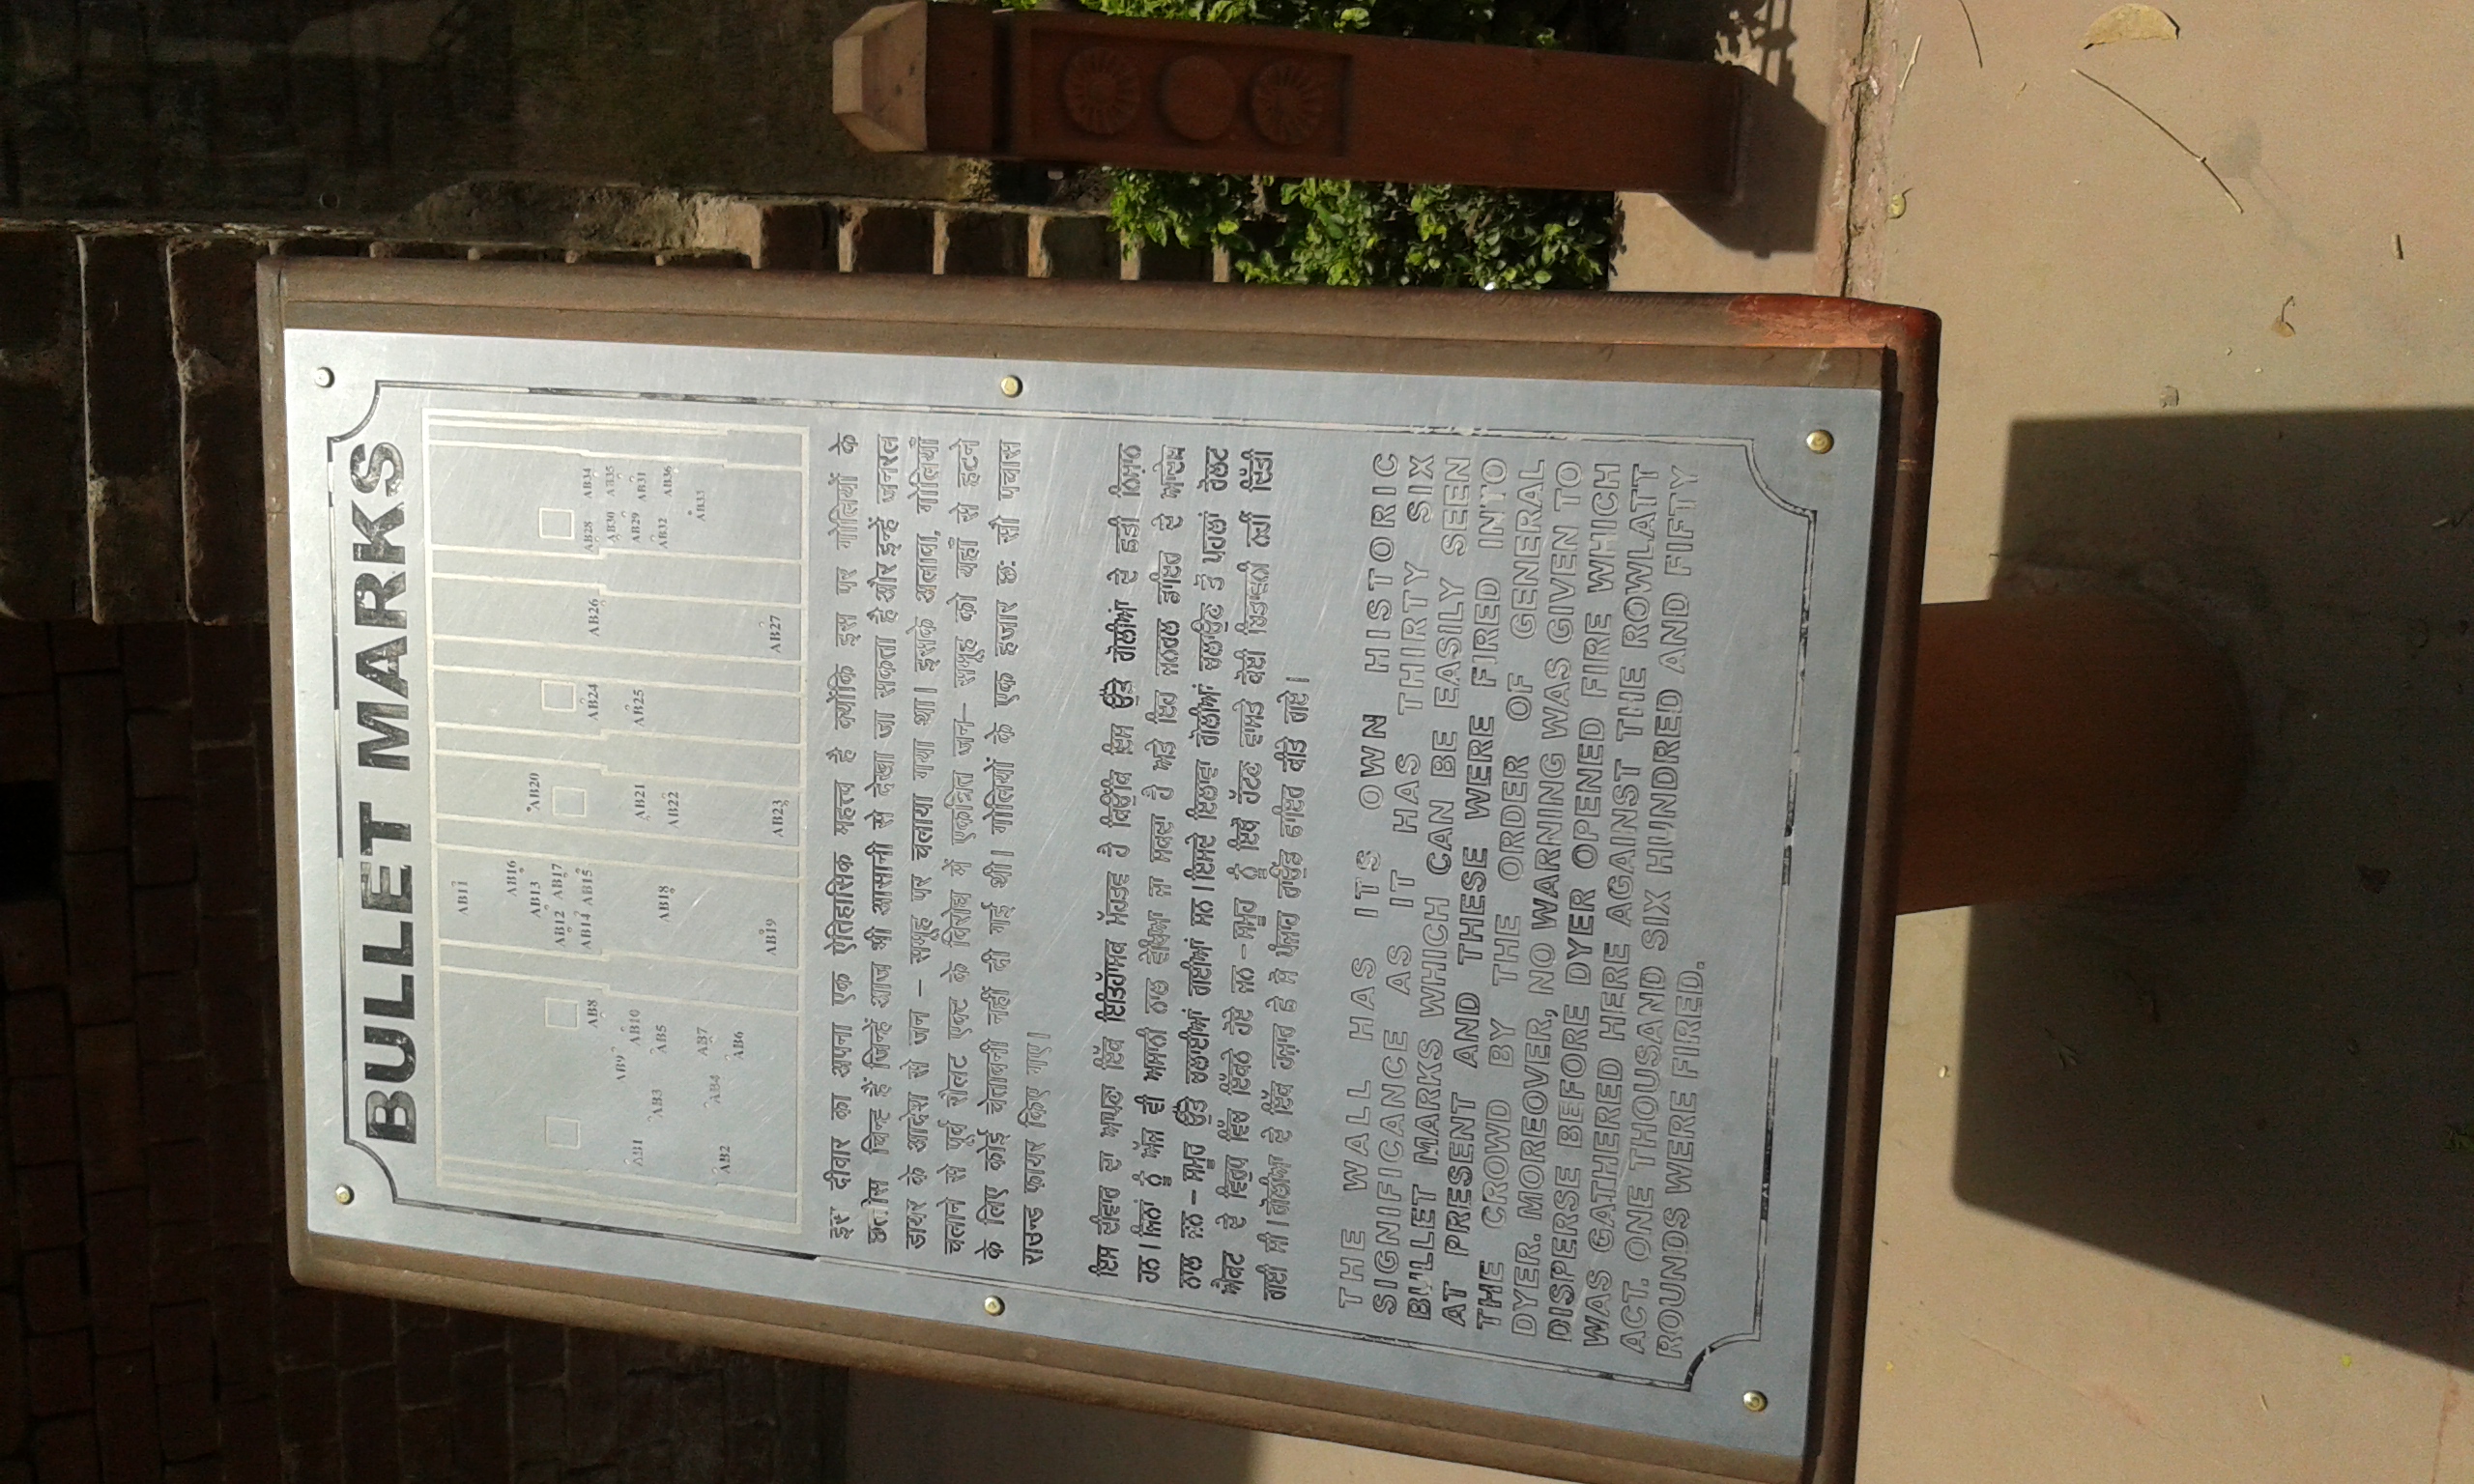 BULLET MARKS
AB11
AB16
AB13
AB20
AB12 AB17
AB14 AB15
AB8
AB24
AB26
AB28
AB34
AB9
AB30
AB35
AB1
AB10
AB21
AB25
AB29
AB31
AB3
AB5
AB18
AB22
AB32
AB36
AB7
AB33
AB2
AB4
AB6
AB19
AB23
AB27
इस दीवार का अपना एक ऐतिहासिक महत्त्व है क्योंकि इस पर गोलियों के
छत्तीस चिन्ह हैं जिन्हें आज भी आसानी से देखा जा सकता है और इन्हें जनरल
डायर के आदेश से जन – समूह पर चलाया गया था। इसके अलावा, गोलियाँ
चलाने से पूर्व रौलट एक्ट के विरोध में एकत्रित जन– समूह को यहाँ से हटने
के लिए कोई चेतावनी नहीं दी गई थी। गोलियों के एक हजार छः सौ पचास
राउन्ड फ़ायर किए गए।
ਇਸ ਦੀਵਾਰ ਦਾ ਆਪਣਾ ਇੱਕ ਇਤਿਹਾੱਸਕ ਮੱਹਤਵ ਹੈ ਕਿਉਂਕਿ ਇਸ ਉੱਤੇ ਗੋਲੀਆਂ ਦੇ ਛਤੀ ਨਿਸ਼ਾਨ
ਹਨ। ਜਿਨਾਂ ਨੂੰ ਅੱਜ ਵੀ ਅਸਾਨੀ ਨਾਲ ਵੇਖਿਆ ਜਾ ਸਕਦਾ ਹੈ ਅਤੇ ਇਹ ਜਨਰਲ ਡਾਇਰ ਦੇ ਆਦੇਸ਼
ਨਾਲ ਜਨ – ਸਮੂਹ ਉੱਤੇ ਚਲਾਈਆਂ ਗਈਆਂ ਸਨ। ਇਸਦੇ ਇਲਾਵਾ ਗੋਲੀਆਂ ਚਲਾਉਣ ਤੋਂ ਪਹਲਾਂ ਰੋਲਟ
ਐਕਟ ਦੇ ਵਿਰੁਧ ਵਿੱਚ ਇੱਕਠੇ ਹੋਏ ਜਨ – ਸਮੂਹ ਨੂੰ ਇਥੋਂ ਹੱਟਣ ਵਾਸਤੇ ਕੋਈ ਚਿਤਾਵਨੀ ਨਹੀਂ ਦਿੱਤੀ
ਗਈ ਸੀ। ਗੋਲੀਆ ਦੇ ਇੱਕ ਹਜ਼ਾਰ ਛੇ ਸੋ ਪੰਜਾਹ ਰਾਊਂਡ ਫਾਇਰ ਕੀਤੇ ਗਏ।
THE WALL HAS ITS OWN HISTORIC
SIGNIFICANCE AS IT HAS THIRTY SIX
BULLET MARKS WHICH CAN BE EASILY SEEN
AT PRESENT AND THESE WERE FIRED INTO
THE CROWD BY THE ORDER OF GENERAL
DYER. MOREOVER, NO WARNING WAS GIVEN TO
DISPERSE BEFORE DYER OPENED FIRE WHICH
WAS GATHERED HERE AGAINST THE ROWLATT
ACT. ONE THOUSAND SIX HUNDRED AND FIFTY
ROUNDS WERE FIRED.